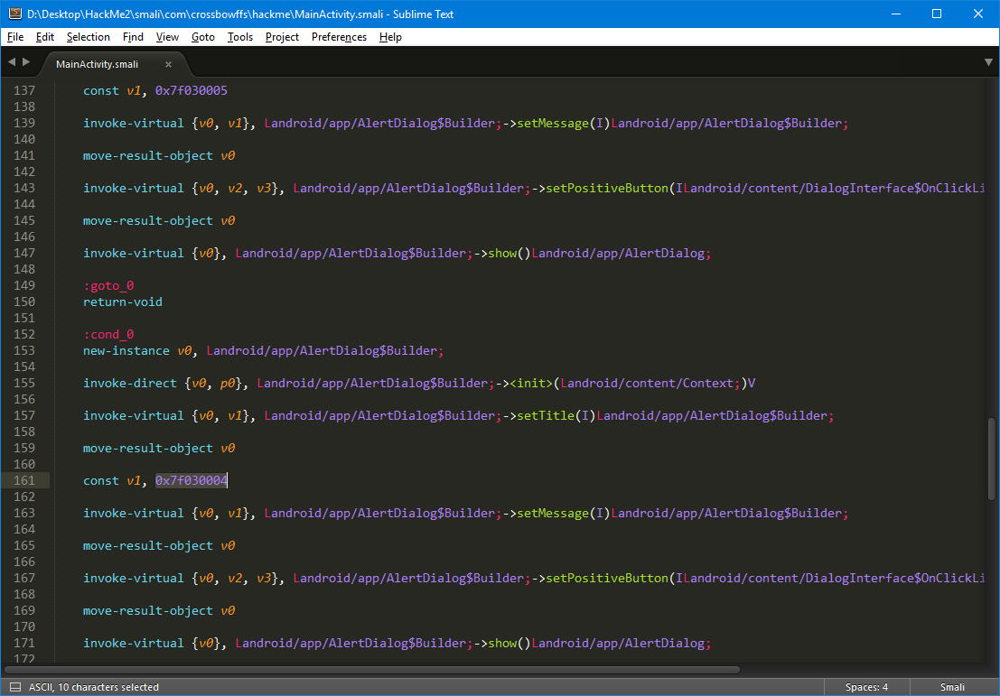 D:\Desktop\HackMe2\smali\com\crossbowffs\hackme\MainActivity.smali - Sublime Text
File Edit Selection Find View Goto Tools Project Preferences Help
MainActivity.smali ×
137 const v1, 0x7f030005
138
139 invoke-virtual {v0, v1}, Landroid/app/AlertDialog$Builder;->setMessage(I)Landroid/app/AlertDialog$Builder;
140
141 move-result-object v0
142
143 invoke-virtual {v0, v2, v3}, Landroid/app/AlertDialog$Builder;->setPositiveButton(ILandroid/content/DialogInterface$OnClickLi
144
145 move-result-object v0
146
147 invoke-virtual {v0}, Landroid/app/AlertDialog$Builder;->show()Landroid/app/AlertDialog;
148
149 :goto_0
150 return-void
151
152 :cond_0
153 new-instance v0, Landroid/app/AlertDialog$Builder;
154
155 invoke-direct {v0, p0}, Landroid/app/AlertDialog$Builder;-><init>(Landroid/content/Context;)V
156
157 invoke-virtual {v0, v1}, Landroid/app/AlertDialog$Builder;->setTitle(I)Landroid/app/AlertDialog$Builder;
158
159 move-result-object v0
160
161 const v1, 0x7f030004
162
163 invoke-virtual {v0, v1}, Landroid/app/AlertDialog$Builder;->setMessage(I)Landroid/app/AlertDialog$Builder;
164
165 move-result-object v0
166
167 invoke-virtual {v0, v2, v3}, Landroid/app/AlertDialog$Builder;->setPositiveButton(ILandroid/content/DialogInterface$OnClickLi
168
169 move-result-object v0
170
171 invoke-virtual {v0}, Landroid/app/AlertDialog$Builder;->show()Landroid/app/AlertDialog;
172
ASCII, 10 characters selected Spaces: 4 Smali